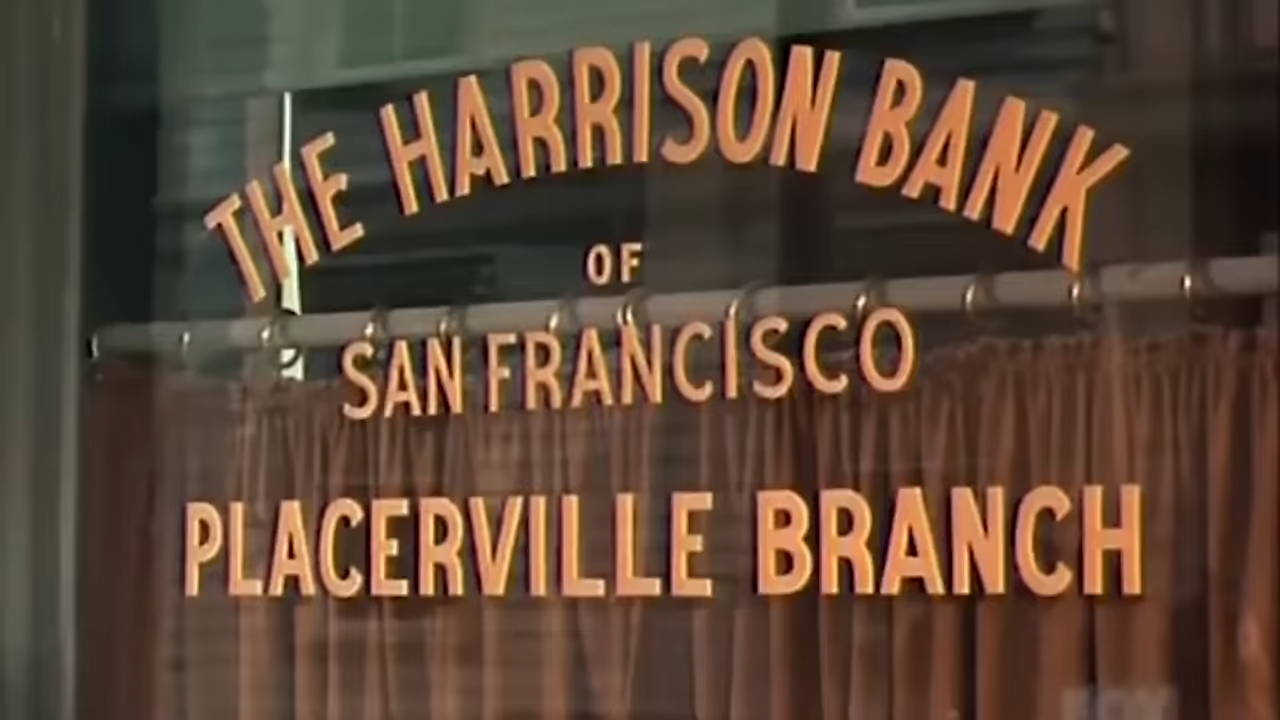 THE HARRISON BANK
OF
SAN FRANCISCO
PLACERVILLE BRANCH